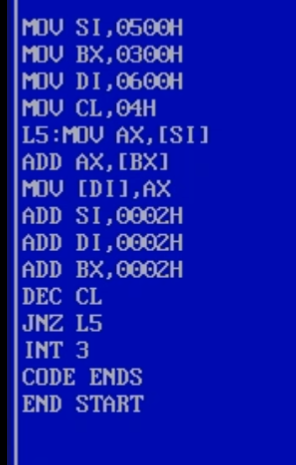 MOV SI,0500H
MOV BX,0300H
MOV DI,0600H
MOV CL,04H
L5:MOV AX,[SI]
ADD AX,[BX]
MOV [DI],AX
ADD SI,0002H
ADD DI,0002H
ADD BX,0002H
DEC CL
JNZ L5
INT 3
CODE ENDS
END START